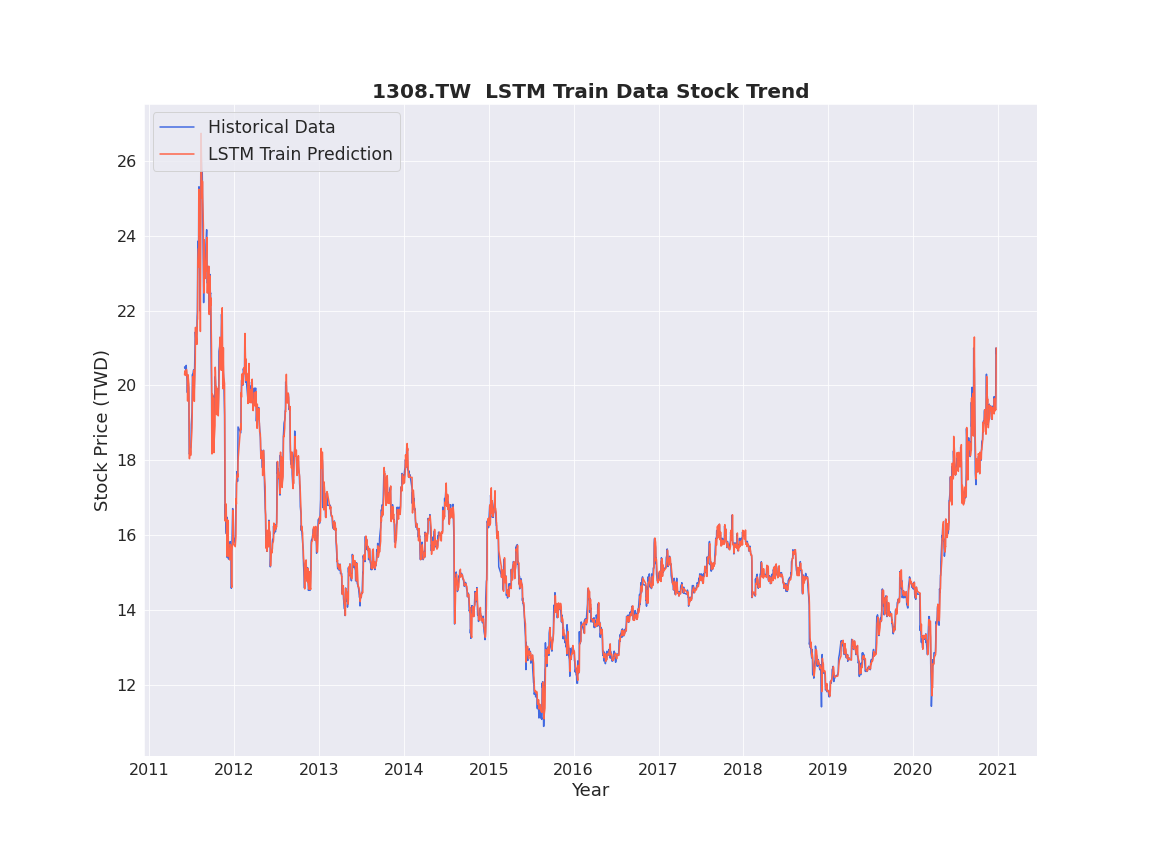 1308.TW  LSTM Train Data Stock Trend
Historical Data
LSTM Train Prediction
26
24
22
20
18
16
14
12
Stock Price (TWD)
2011 2012 2013 2014 2015 2016 2017 2018 2019 2020 2021
Year